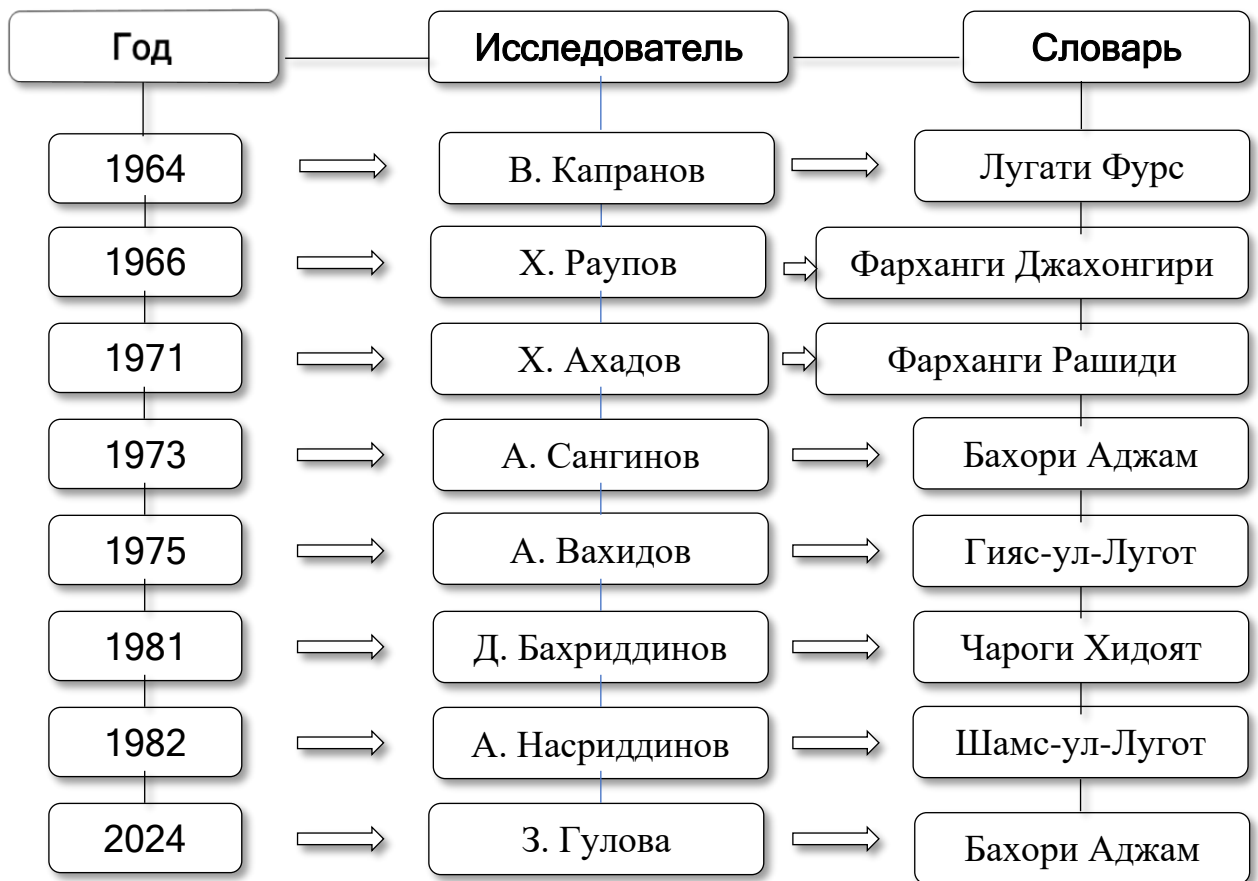 Год Исследователь Словарь
1964 В. Капранов Лугати Фурс
1966 Х. Раупов Фарханги Джахонгири
1971 Х. Ахадов Фарханги Рашиди
1973 А. Сангинов Бахори Аджам
1975 А. Вахидов Гияс-ул-Лугот
1981 Д. Бахриддинов Чароги Хидоят
1982 А. Насриддинов Шамс-ул-Лугот
2024 З. Гулова Бахори Аджам